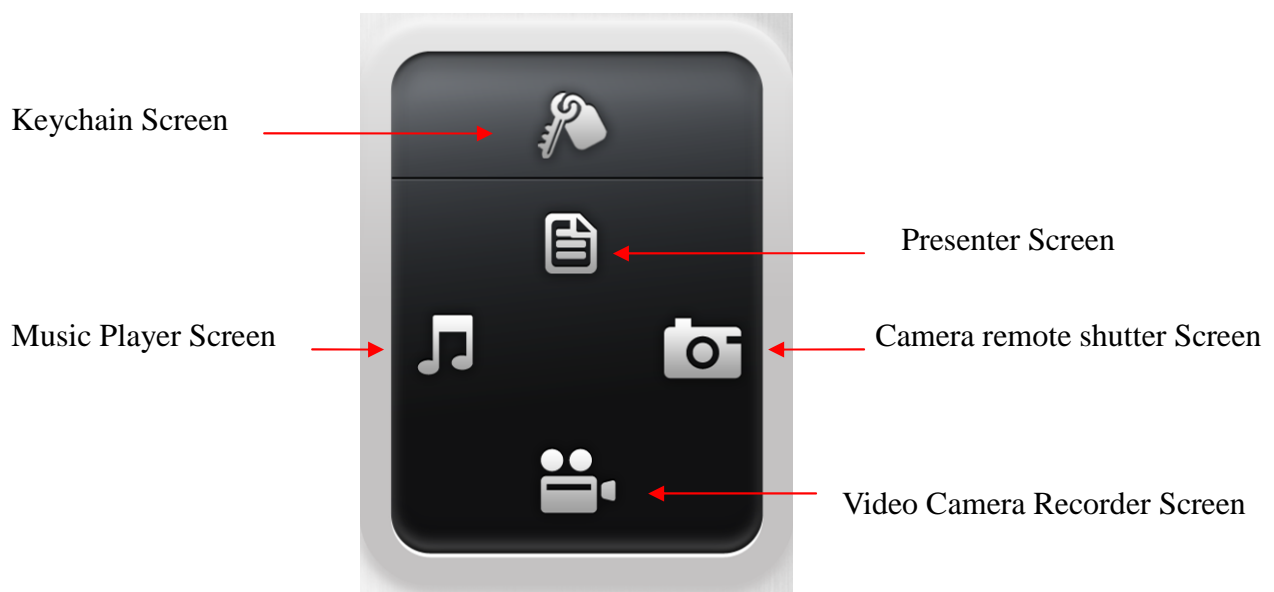 Keychain Screen
Presenter Screen
Music Player Screen
Camera remote shutter Screen
Video Camera Recorder Screen